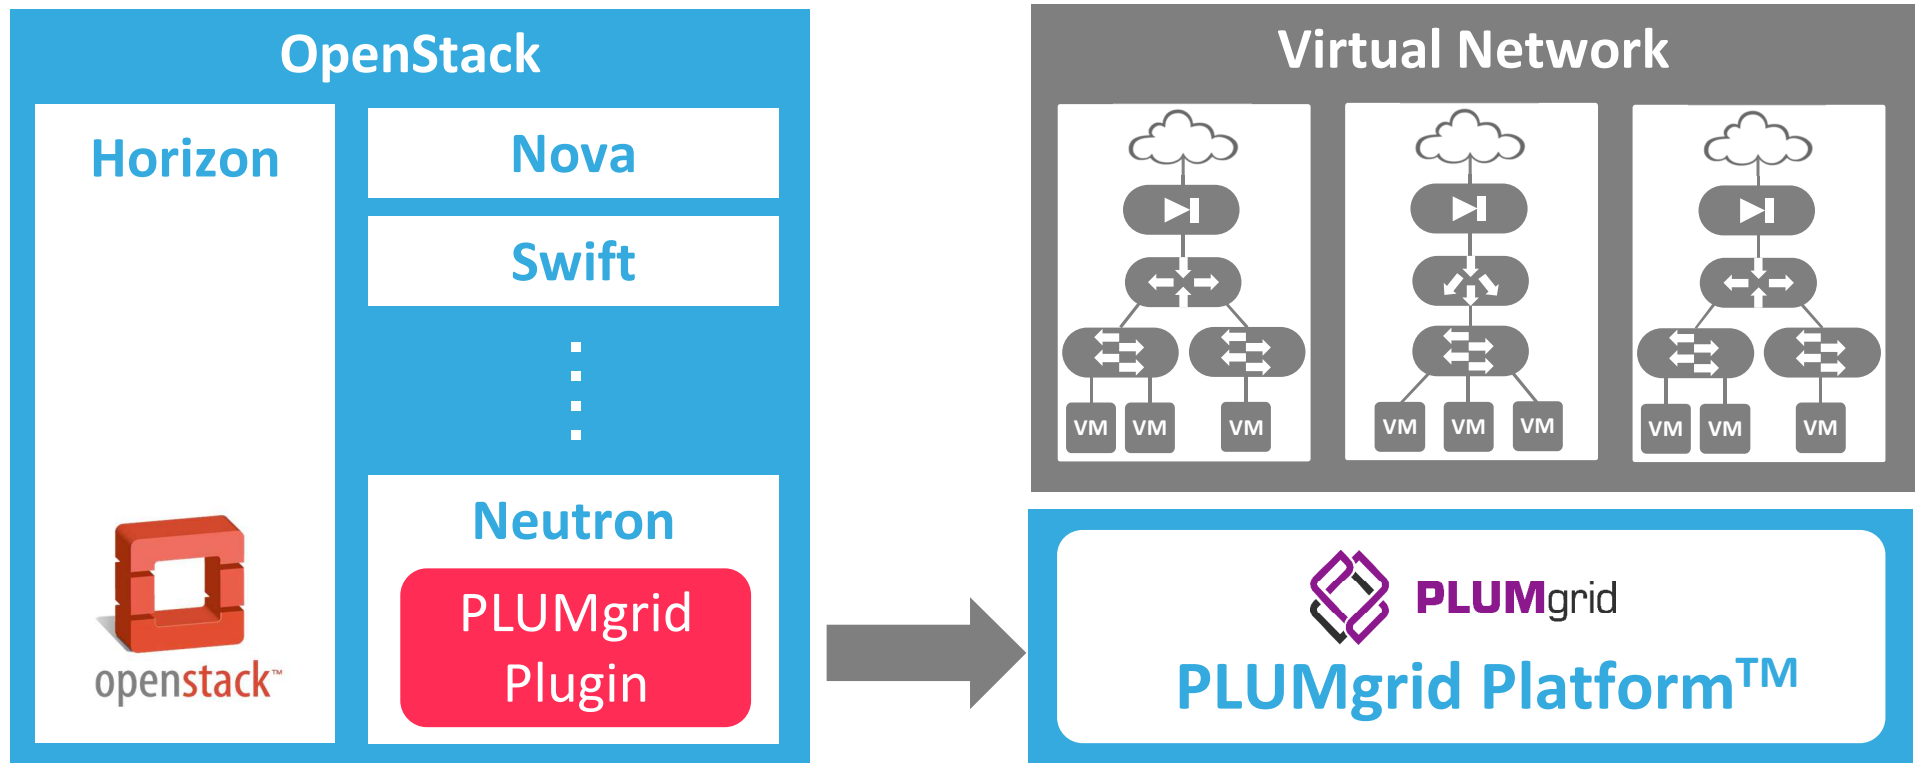 OpenStack
Horizon
openstack™
Nova
Swift
Neutron
PLUMgrid
Plugin
Virtual Network
VM VM VM
VM VM VM
VM VM VM
PLUMgrid
PLUMgrid Platform™